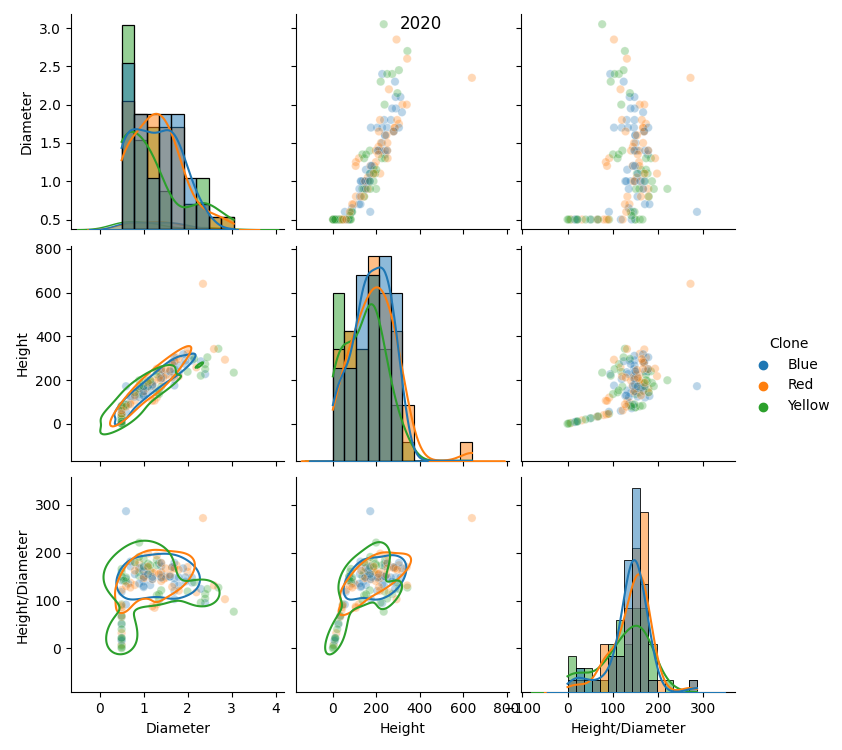 2020
Diameter
3.0
2.5
2.0
1.5
1.0
0.5
Height
800
600
400
200
0
Clone
Blue
Red
Yellow
Height/Diameter
300
200
100
0
0 1 2 3 4
0 200 400 600 800
−100 0 100 200 300
Diameter Height Height/Diameter